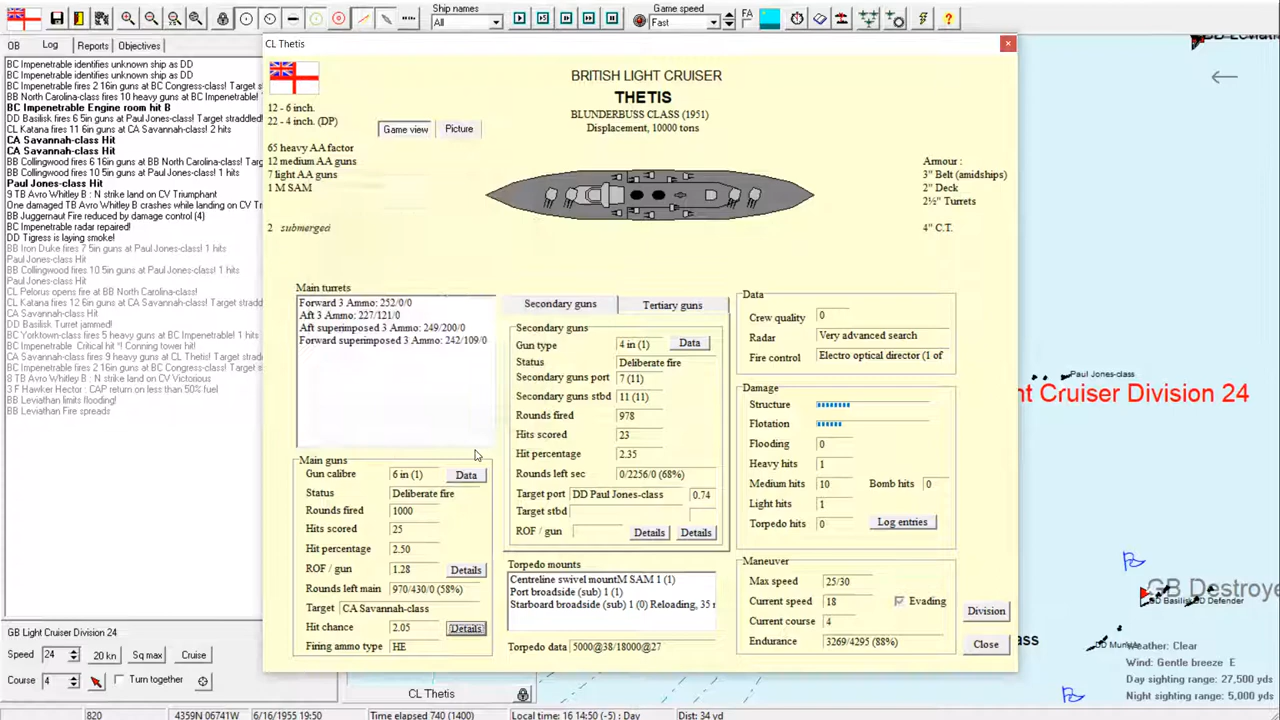 Ship names
Game speed
FA
All
Fast
OB
Log
Reports
Objectives
BC Impenetrable identifies unknown ship as DD
BC Impenetrable identifies unknown ship as DD
BC Impenetrable fires 2 16in guns at BC Congress-class! Target
BB North Carolina-class fires 10 heavy guns at BC Impenetrable!
BC Impenetrable Engine room hit B
DD Basilisk fires 6 5in guns at Paul Jones-class! Target straddled!
CL Katana fires 11 6in guns at CA Savannah-class! 2 hits
CA Savannah-class Hit
CA Savannah-class Hit
BB Collingwood fires 6 16in guns at BB North Carolina-class! Targ
BB Collingwood fires 10 5in guns at Paul Jones-class! 1 hits
Paul Jones-class Hit
9 TB Avro Whitley B : N strike land on CV Triumphant
One damaged TB Avro Whitley B crashes while landing on CV Tri
BB Juggernaut Fire reduced by damage control (4)
BC Impenetrable radar repaired!
DD Tigress is laying smoke!
BB Iron Duke fires 7 5in guns at Paul Jones-class! 1 hits
Paul Jones-class Hit
BB Collingwood fires 10 5in guns at Paul Jones-class! 1 hits
Paul Jones-class Hit
CL Pelorus opens fire at BB North Carolina-class!
CL Katana fires 12 6in guns at CA Savannah-class! Target stradd
CA Savannah-class Hit
DD Basilisk Turret jammed!
BC Yorktown-class fires 5 heavy guns at BC Impenetrable! 1 hits
BC Impenetrable  Critical hit *! Conning tower hit!
CA Savannah-class fires 9 heavy guns at CL Thetis! Target stradd
BC Impenetrable fires 2 16in guns at BC Congress-class! Target
8 TB Avro Whitley B : N strike land on CV Victorious
3 F Hawker Hector : CAP return on less than 50% fuel
BB Leviathan limits flooding!
BB Leviathan Fire spreads
GB Light Cruiser Division 24
Speed 24 20 kn Sq max Cruise
Course 4 Turn together
CL Thetis
BRITISH LIGHT CRUISER
THETIS
BLUNDERBUSS CLASS (1951)
Displacement, 10000 tons
12 - 6 inch.
22 - 4 inch. (DP)
Game view
Picture
65 heavy AA factor
12 medium AA guns
7 light AA guns
1 M SAM
2 submerged
Armour :
3" Belt (amidships)
2" Deck
2½" Turrets
4" C.T.
Main turrets
Forward 3 Ammo: 252/0/0
Aft 3 Ammo: 227/121/0
Aft superimposed 3 Ammo: 249/200/0
Forward superimposed 3 Ammo: 242/109/0
Main guns
Gun calibre 6 in (1) Data
Status Deliberate fire
Rounds fired 1000
Hits scored 25
Hit percentage 2.50
ROF / gun 1.28 Details
Rounds left main 970/430/0 (58%)
Target CA Savannah-class
Hit chance 2.05 Details
Firing ammo type HE
Secondary guns
Tertiary guns
Secondary guns
Gun type 4 in (1) Data
Status Deliberate fire
Secondary guns port 7 (11)
Secondary guns stbd 11 (11)
Rounds fired 978
Hits scored 23
Hit percentage 2.35
Rounds left sec 0/2256/0 (68%)
Target port DD Paul Jones-class 0.74
Target stbd
ROF / gun Details Details
Torpedo mounts
Centreline swivel mountM SAM 1 (1)
Port broadside (sub) 1 (1)
Starboard broadside (sub) 1 (0) Reloading, 35 r
Torpedo data 5000@38/18000@27
Data
Crew quality 0
Radar Very advanced search
Fire control Electro optical director (1 of
Damage
Structure
Flotation
Flooding 0
Heavy hits 1
Medium hits 10 Bomb hits 0
Light hits 1
Torpedo hits 0 Log entries
Maneuver
Max speed 25/30
Current speed 18 Evading
Current course 4
Endurance 3269/4295 (88%)
Division
Close
Paul Jones-class
ht Cruiser Division 24
GB Destroye
DD Defender
Weather: Clear
Wind: Gentle breeze  E
Day sighting range: 27,500 yds
Night sighting range: 5,000 yds
CL Thetis
820
4359N 06741W
6/16/1955 19:50
Time elapsed 740 (1400)
Local time: 16 14:50 (-5) : Day
Dist: 34 yd